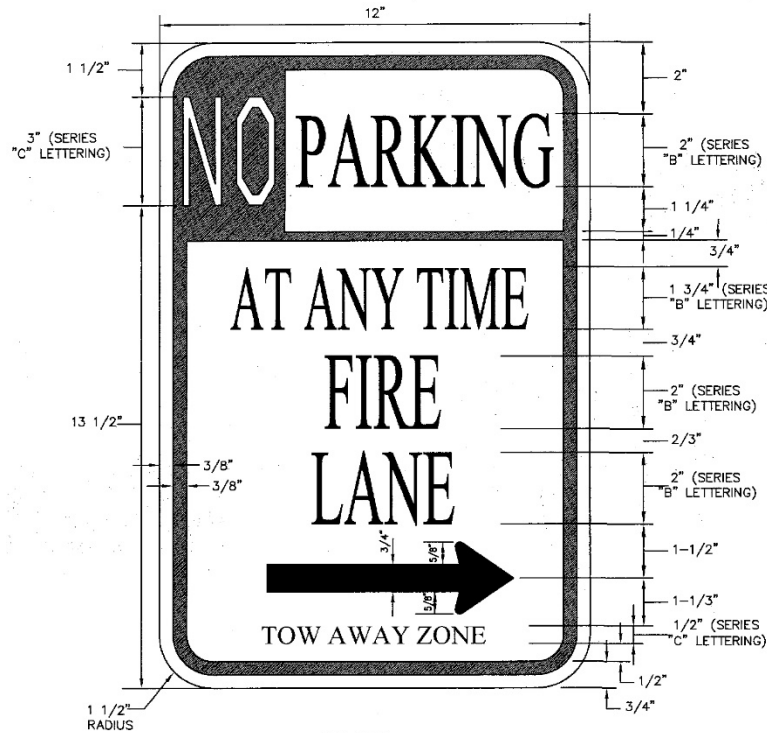 12"
1 1/2"
2"
3" (SERIES
"C" LETTERING)
NO PARKING
2" (SERIES
"B" LETTERING)
1 1/4"
1/4"
3/4"
AT ANY TIME
1 3/4" (SERIES
"B" LETTERING)
3/4"
FIRE
2" (SERIES
"B" LETTERING)
13 1/2"
2/3"
3/8"
3/8"
LANE
2" (SERIES
"B" LETTERING)
3/4"
5/8"
5/8"
1-1/2"
1-1/3"
TOW AWAY ZONE
1/2" (SERIES
"C" LETTERING)
1/2"
3/4"
1 1/2"
RADIUS